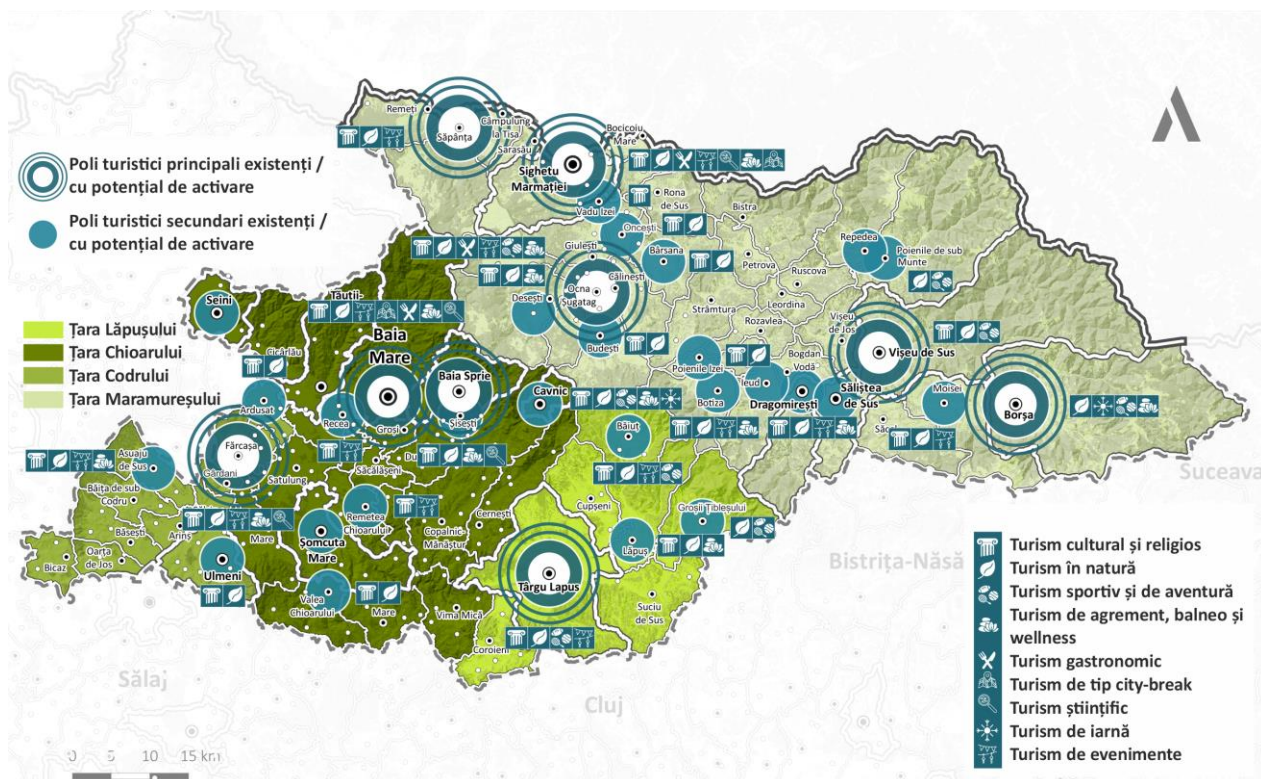 Poli turistici principali existenți /
cu potențial de activare
Poli turistici secundari existenți /
cu potențial de activare
Țara Lăpușului
Țara Chioarului
Țara Codrului
Țara Maramureșului
Remeți
Săpânța
Câmpulung
la Tisa
Sarasău
Bocicoiu
Mare
Sighetu
Marmației
Vadu Izei
Rona
de Sus
Oncești
Bistra
Giulești
Bârsana
Petrova
Repedea
Poienile de sub
Munte
Ruscova
Călinești
Ocna
Șugatag
Leordina
Desești
Strâmtura
Rozavlea
Vișeu
de Jos
Vișeu de Sus
Seini
Tăuții-
Cicârlău
Baia
Mare
Budești
Poienile Izei
Bogdan
Vodă
Ieud
Botiza
Dragomirești
Săliștea
de Sus
Moisei
Borșa
Baia Sprie
Cavnic
Ardusat
Recea
Groși
Șișești
Băiuț
Fărcașa
Gârdani
Satulung
Săcălășeni
Asuaju
de Sus
Băița de sub
Codru
Băsești
Ariniș
Mare
Oarța
de Jos
Bicaz
Ulmeni
Șomcuta
Mare
Remetea
Chioarului
Copalnic-
Mănăștur
Cernești
Cupșeni
Groșii Țibleșului
Lăpuș
Târgu Lapus
Valea
Chioarului
Mare
Vima Mică
Coroieni
Suciu
de Sus
Suceava
Bistrița-Năsă
Sălaj
Cluj
0 5 10 15 km
Turism cultural și religios
Turism în natură
Turism sportiv și de aventură
Turism de agrement, balneo și
wellness
Turism gastronomic
Turism de tip city-break
Turism științific
Turism de iarnă
Turism de evenimente